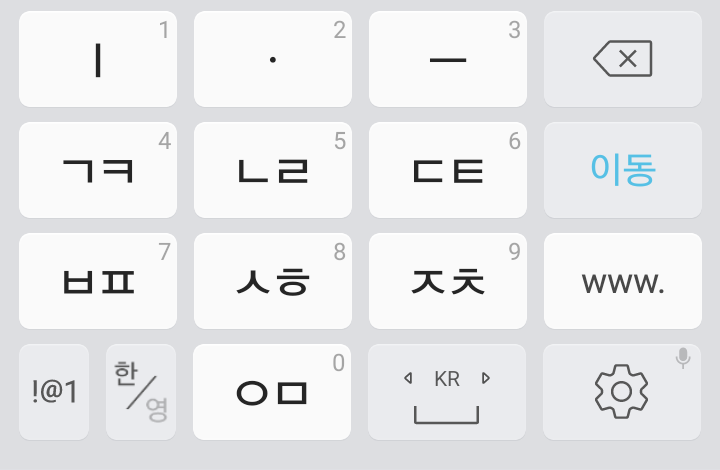 1 2 3
ㅣ · ㅡ
4 5 6
ㄱㅋ ㄴㄹ ㄷㅌ 이동
7 8 9
ㅂㅍ ㅅㅎ ㅈㅊ www.
0
!@1 한/영 ㅇㅁ KR